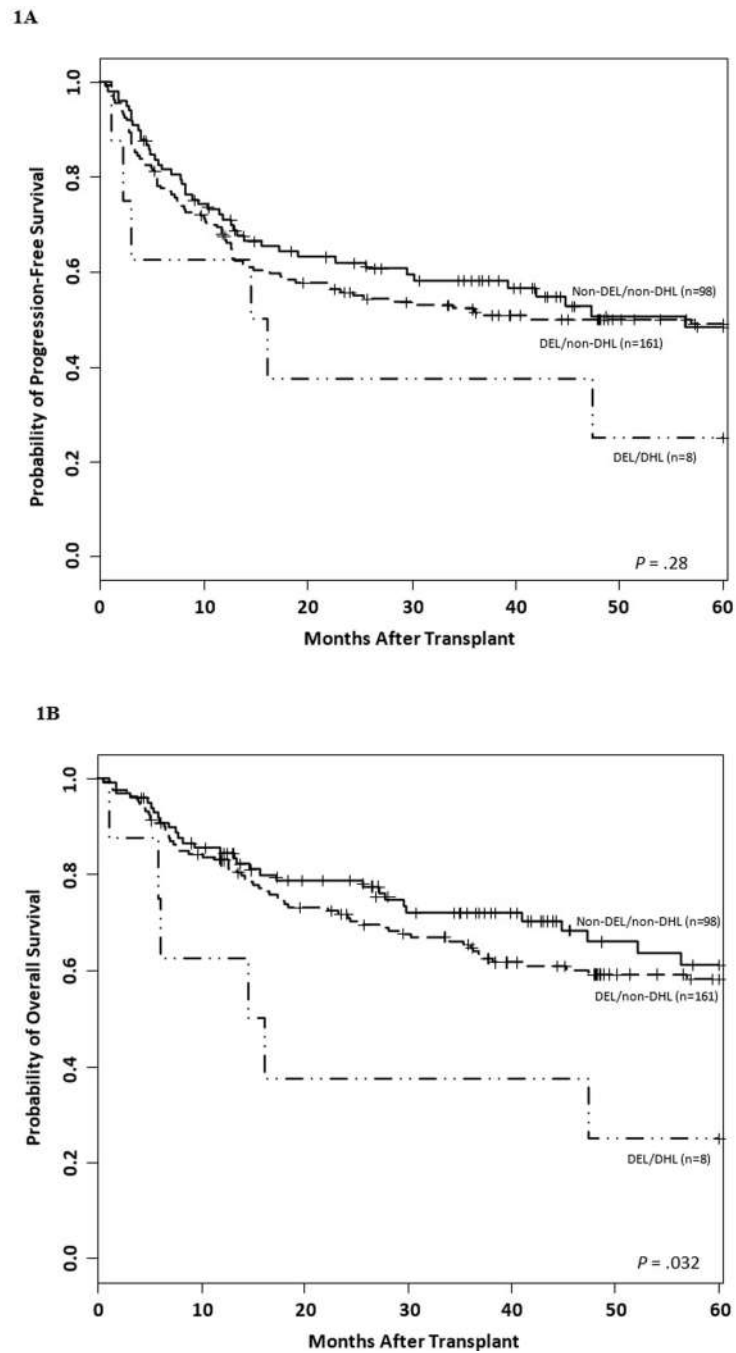 1A
Probability of Progression-Free Survival
1.0
0.8
0.6
0.4
0.2
0.0
Non-DEL/non-DHL (n=98)
DEL/non-DHL (n=161)
DEL/DHL (n=8)
P = .28
0 10 20 30 40 50 60
Months After Transplant
1B
Probability of Overall Survival
1.0
0.8
0.6
0.4
0.2
0.0
Non-DEL/non-DHL (n=98)
DEL/non-DHL (n=161)
DEL/DHL (n=8)
P = .032
0 10 20 30 40 50 60
Months After Transplant